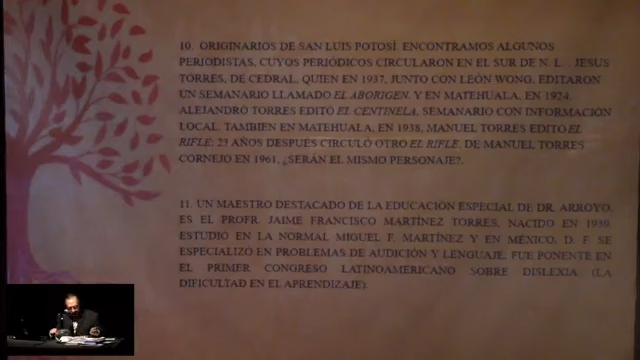 10. ORIGINARIOS DE SAN LUIS POTOSÍ, ENCONTRAMOS ALGUNOS
PERIODISTAS, CUYOS PERIÓDICOS CIRCULARON EN EL SUR DE N. L. . JESUS
TORRES, DE CEDRAL, QUIEN EN 1937, JUNTO CON LEÓN WONG, EDITARON
UN SEMANARIO LLAMADO EL ABORIGEN. Y EN MATEHUALA, EN 1924,
ALEJANDRO TORRES EDITÓ EL CENTINELA, SEMANARIO CON INFORMACIÓN
LOCAL. TAMBIEN EN MATEHUALA, EN 1938, MANUEL TORRES EDITÓ EL
RIFLE; 23 AÑOS DESPUÉS CIRCULÓ OTRO EL RIFLE, DE MANUEL TORRES
CORNEJO EN 1961, ¿SERÁN EL MISMO PERSONAJE?.
11. UN MAESTRO DESTACADO DE LA EDUCACIÓN ESPECIAL DE DR. ARROYO,
ES EL PROFR. JAIME FRANCISCO MARTÍNEZ TORRES, NACIDO EN 1939,
ESTUDIÓ EN LA NORMAL MIGUEL F. MARTÍNEZ Y EN MÉXICO, D. F. SE
ESPECIALIZÓ EN PROBLEMAS DE AUDICIÓN Y LENGUAJE, FUE PONENTE EN
EL PRIMER CONGRESO LATINOAMERICANO SOBRE DISLEXIA (LA
DIFICULTAD EN EL APRENDIZAJE).